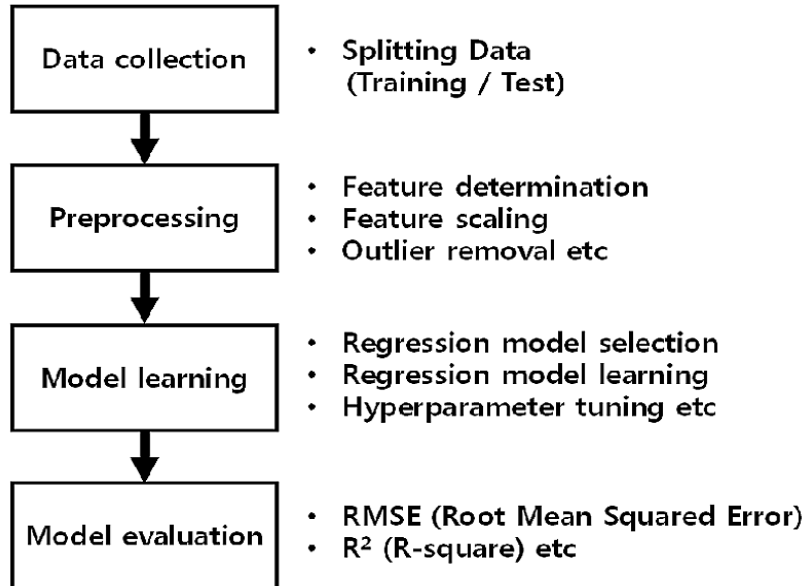 Data collection
• Splitting Data
(Training / Test)
Preprocessing
• Feature determination
• Feature scaling
• Outlier removal etc
Model learning
• Regression model selection
• Regression model learning
• Hyperparameter tuning etc
Model evaluation
• RMSE (Root Mean Squared Error)
• R² (R-square) etc